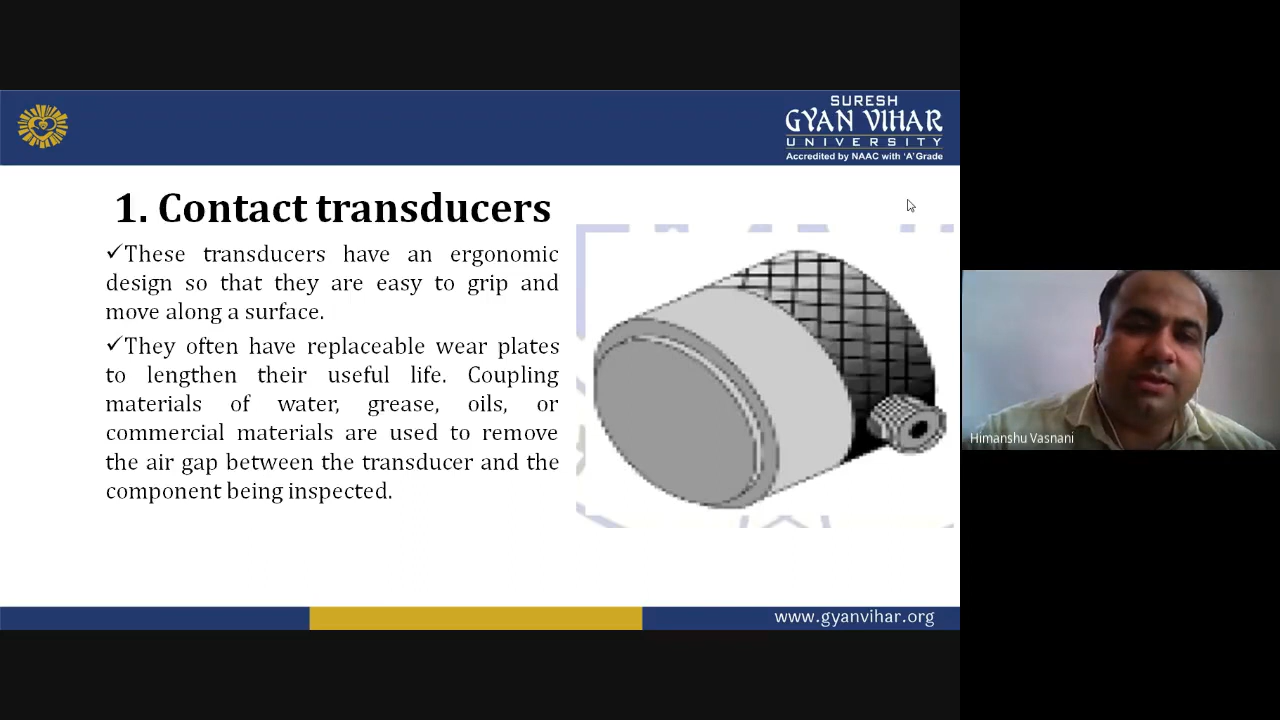 SURESH
GYAN VIHAR
UNIVERSITY
Accredited by NAAC with 'A' Grade
1. Contact transducers
✓These transducers have an ergonomic
design so that they are easy to grip and
move along a surface.
✓They often have replaceable wear plates
to lengthen their useful life. Coupling
materials of water, grease, oils, or
commercial materials are used to remove
the air gap between the transducer and the
component being inspected.
Himanshu Vasnani
www.gyanvihar.org